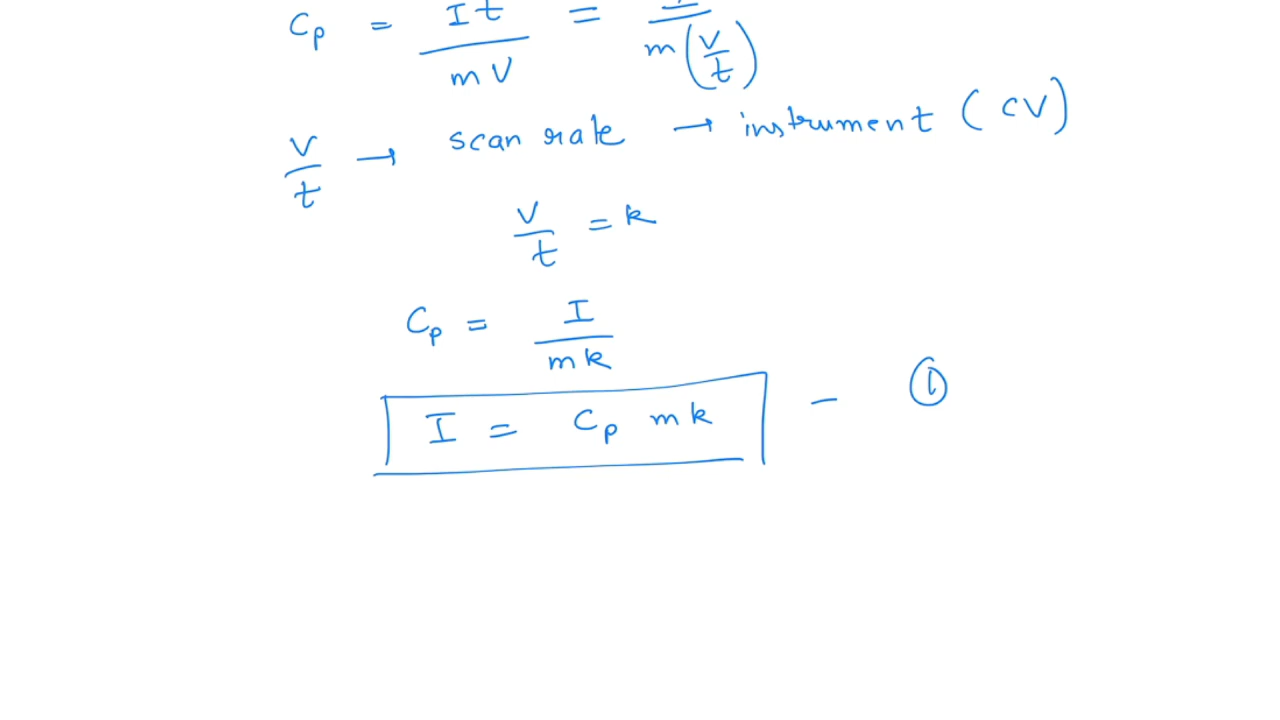 Cp = It / mV = I / m(V/t)
V/t → scan rate → instrument (CV)
V/t = k
Cp = I / mk
I = Cp mk — ①